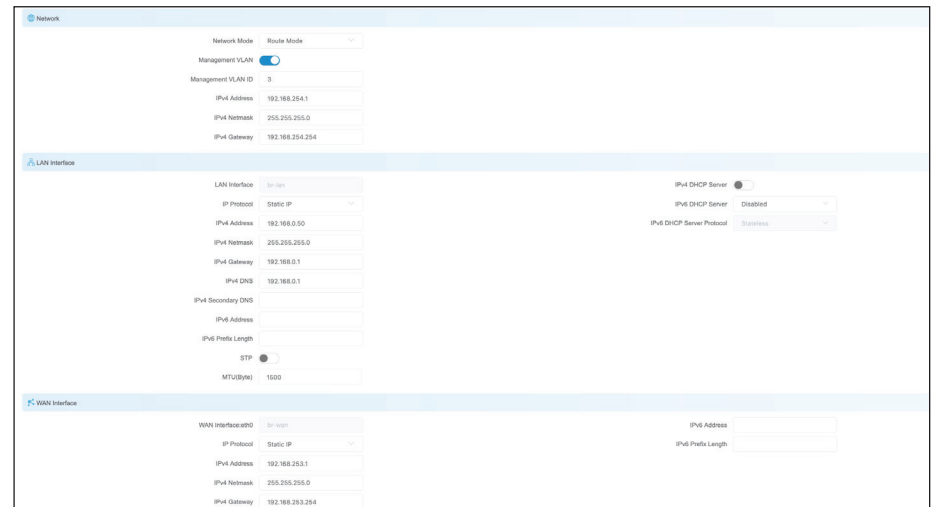 Network
Network Mode Route Mode
Management VLAN
Management VLAN ID 3
IPv4 Address 192.168.254.1
IPv4 Netmask 255.255.255.0
IPv4 Gateway 192.168.254.254
LAN Interface
LAN Interface br-lan
IPv4 DHCP Server
IP Protocol Static IP
IPv6 DHCP Server Disabled
IPv4 Address 192.168.0.50
IPv6 DHCP Server Protocol Stateless
IPv4 Netmask 255.255.255.0
IPv4 Gateway 192.168.0.1
IPv4 DNS 192.168.0.1
IPv4 Secondary DNS
IPv6 Address
IPv6 Prefix Length
STP
MTU(Byte) 1500
WAN Interface
WAN Interface:eth0 br-wan
IPv6 Address
IP Protocol Static IP
IPv6 Prefix Length
IPv4 Address 192.168.253.1
IPv4 Netmask 255.255.255.0
IPv4 Gateway 192.168.253.254